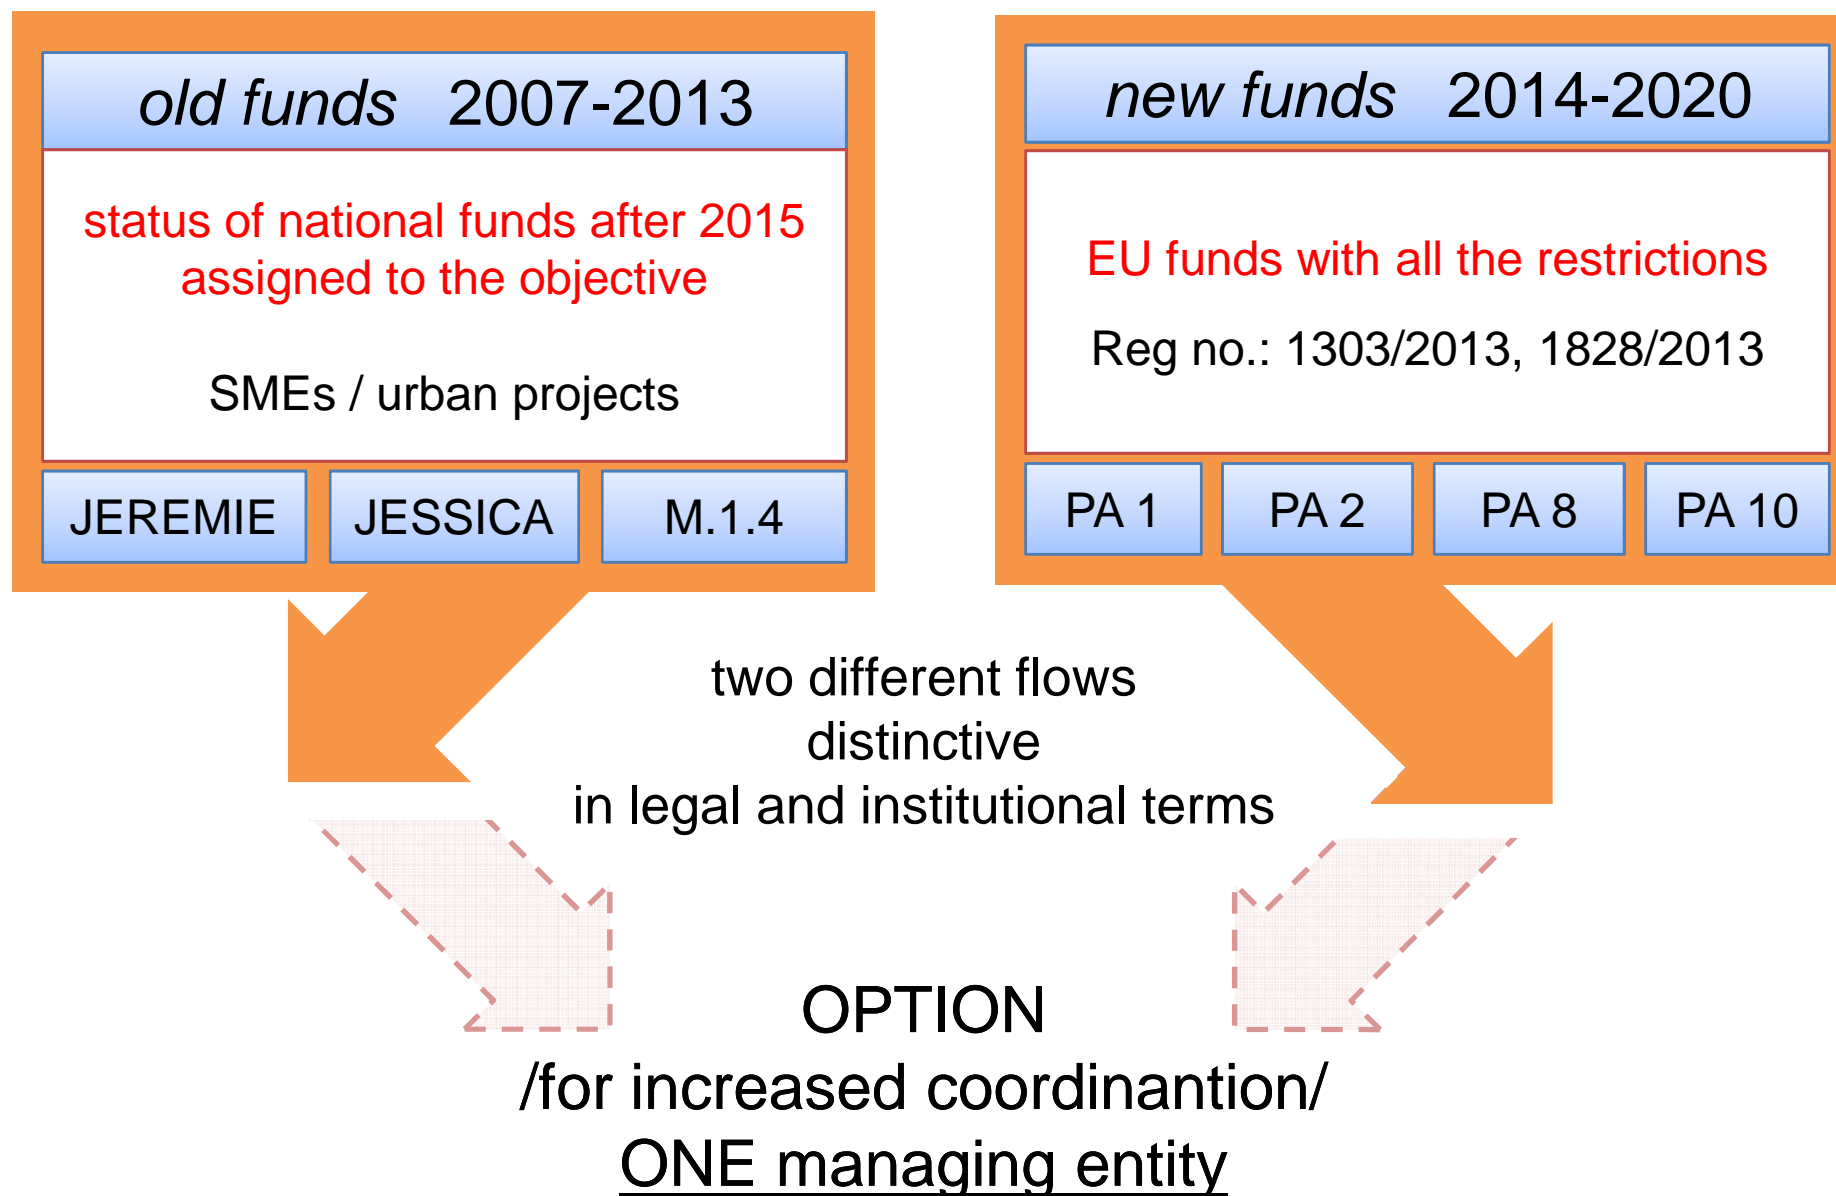 old funds 2007-2013
status of national funds after 2015
assigned to the objective
SMEs / urban projects
JEREMIE
JESSICA
M.1.4
new funds 2014-2020
EU funds with all the restrictions
Reg no.: 1303/2013, 1828/2013
PA 1
PA 2
PA 8
PA 10
two different flows
distinctive
in legal and institutional terms
OPTION
/for increased coordinantion/
ONE managing entity